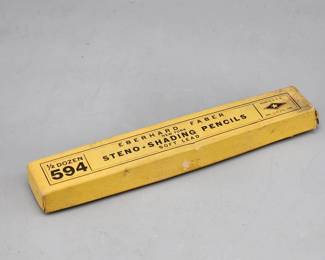 ½ DOZEN
594
EBERHARD FABER
STENO-SHADING PENCILS
SOFT LEAD